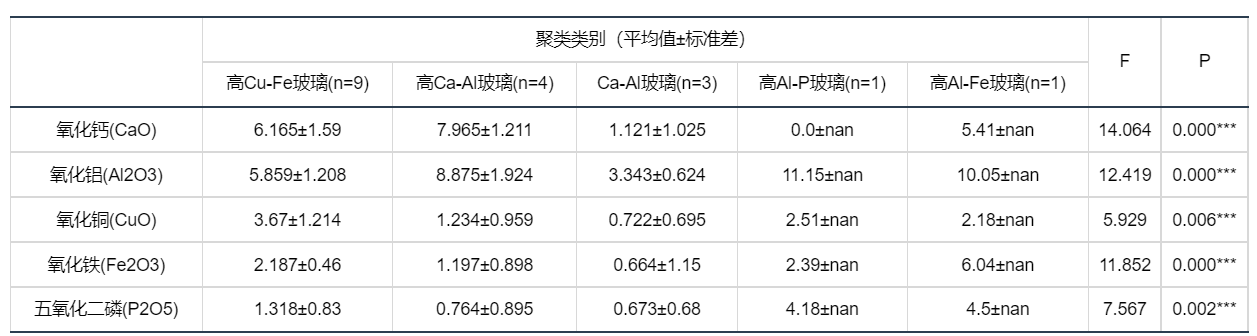 聚类类别（平均值±标准差） F P
高Cu-Fe玻璃(n=9) 高Ca-Al玻璃(n=4) Ca-Al玻璃(n=3) 高Al-P玻璃(n=1) 高Al-Fe玻璃(n=1)
氧化钙(CaO) 6.165±1.59 7.965±1.211 1.121±1.025 0.0±nan 5.41±nan 14.064 0.000***
氧化铝(Al2O3) 5.859±1.208 8.875±1.924 3.343±0.624 11.15±nan 10.05±nan 12.419 0.000***
氧化铜(CuO) 3.67±1.214 1.234±0.959 0.722±0.695 2.51±nan 2.18±nan 5.929 0.006***
氧化铁(Fe2O3) 2.187±0.46 1.197±0.898 0.664±1.15 2.39±nan 6.04±nan 11.852 0.000***
五氧化二磷(P2O5) 1.318±0.83 0.764±0.895 0.673±0.68 4.18±nan 4.5±nan 7.567 0.002***